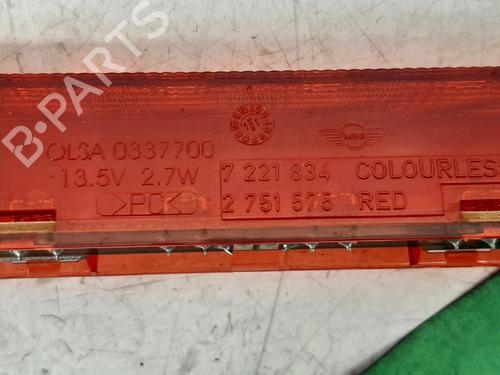 B-PARTS
MINI
OLSA 0337700
7 221 834 COLOURLES
13.5V 2.7W
2 751 575 RED
>PC<